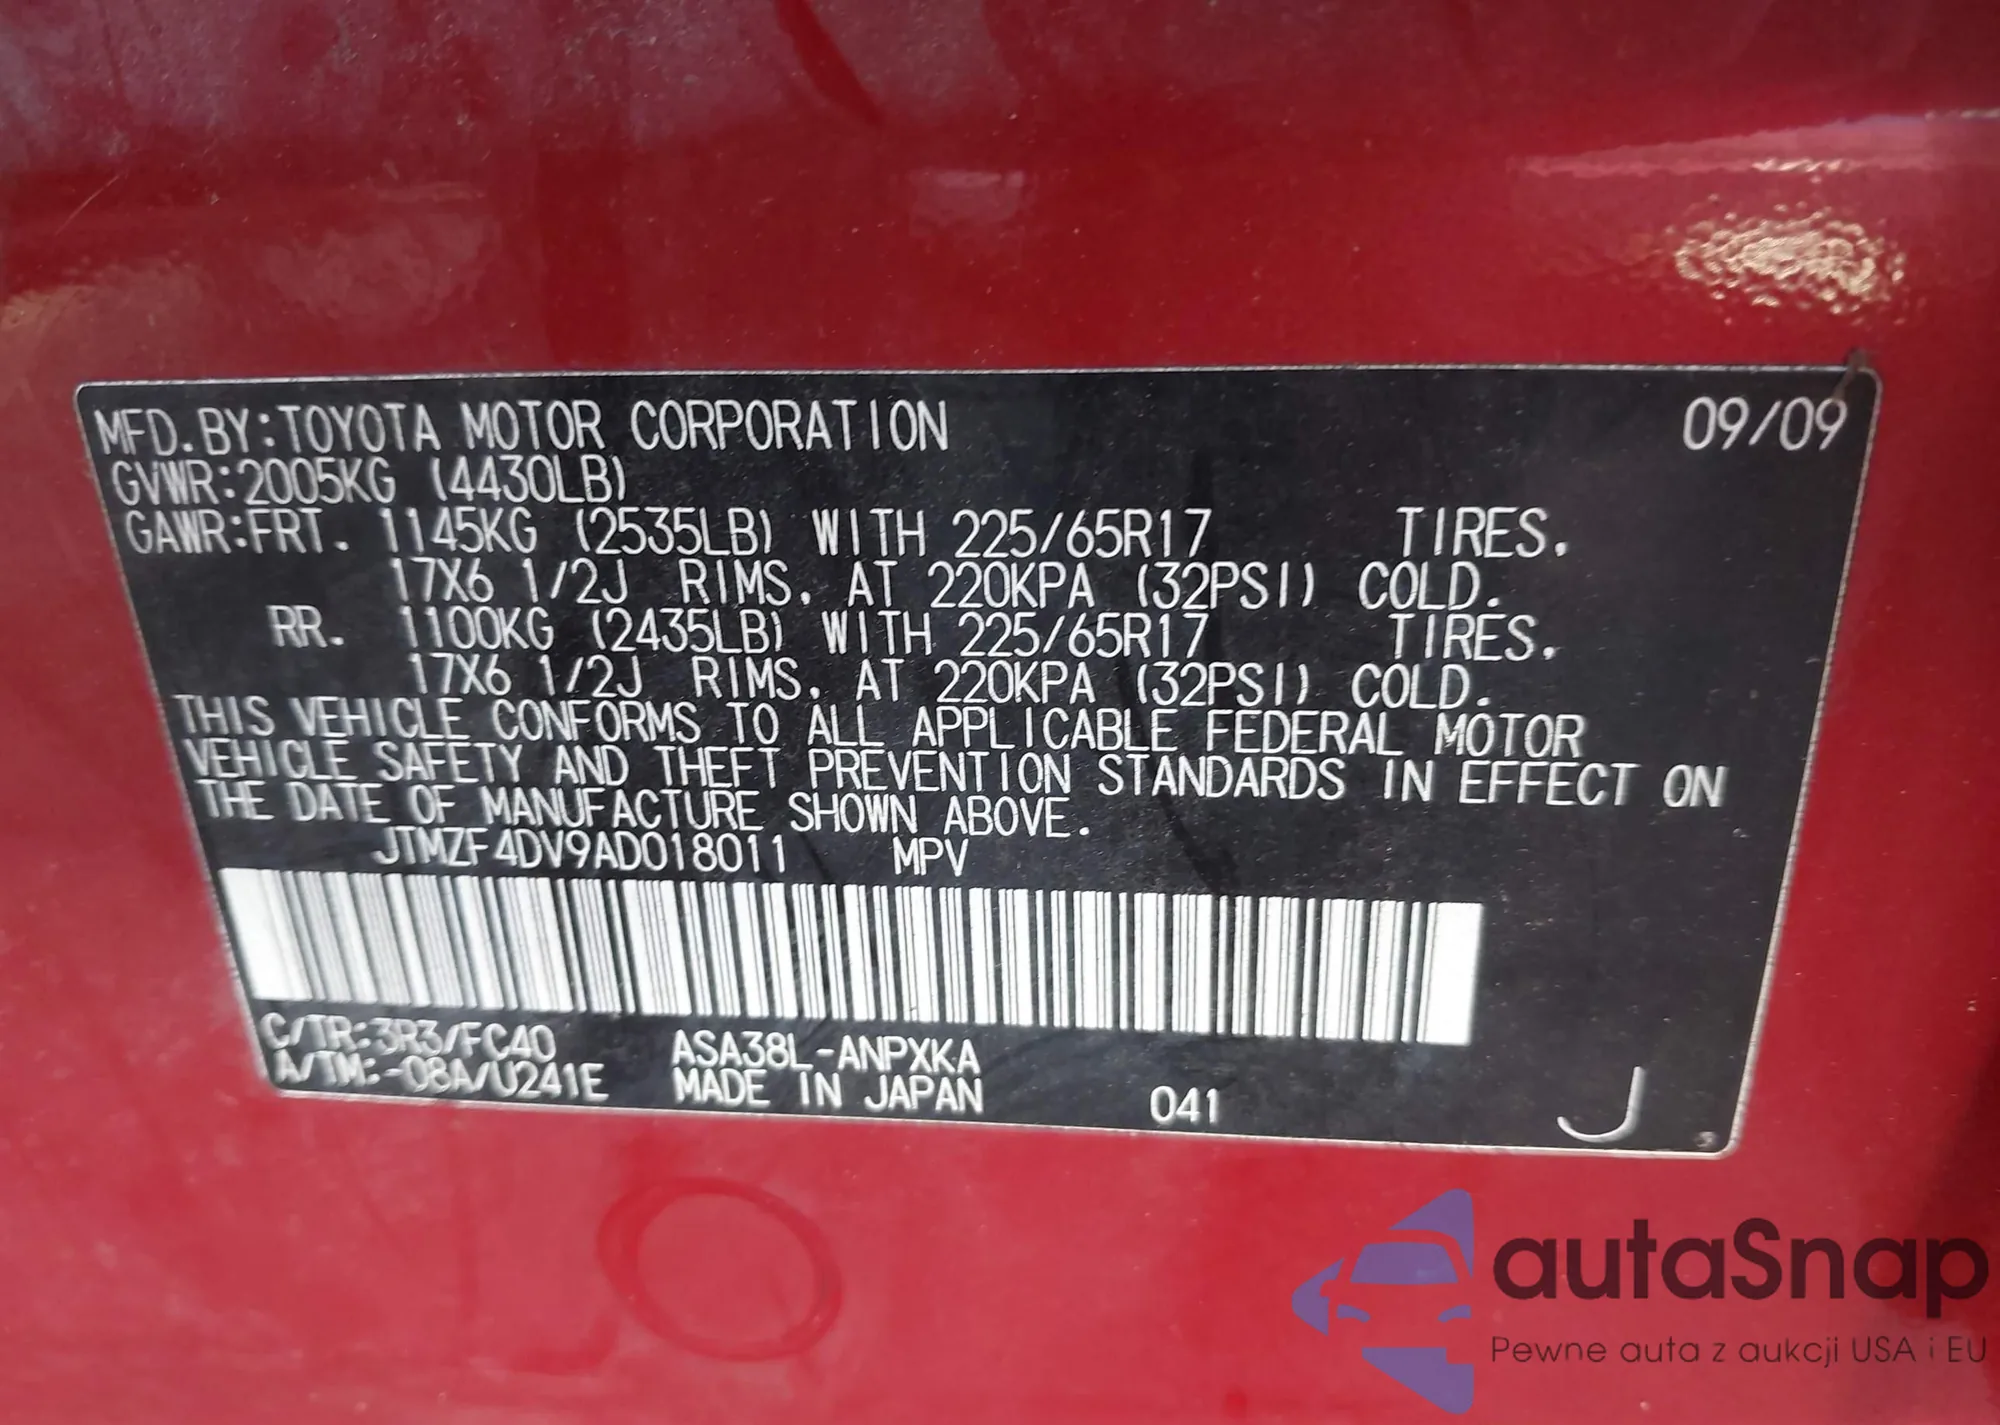 MFD.BY:TOYOTA MOTOR CORPORATION 09/09
GVWR:2005KG (4430LB)
GAWR:FRT. 1145KG (2535LB) WITH 225/65R17 TIRES.
17X6 1/2J RIMS, AT 220KPA (32PSI) COLD.
RR. 1100KG (2435LB) WITH 225/65R17 TIRES.
17X6 1/2J RIMS, AT 220KPA (32PSI) COLD.
THIS VEHICLE CONFORMS TO ALL APPLICABLE FEDERAL MOTOR
VEHICLE SAFETY AND THEFT PREVENTION STANDARDS IN EFFECT ON
THE DATE OF MANUFACTURE SHOWN ABOVE.
JTMZF4DV9AD018011 MPV
C/TR:3R3/FC40 ASA38L-ANPXKA
A/TM:-08A/U241E MADE IN JAPAN 041 J
autaSnap
Pewne auta z aukcji USA i EU